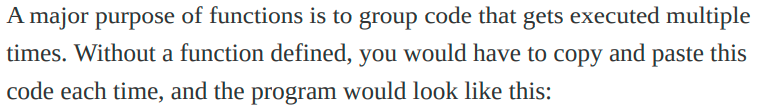 A major purpose of functions is to group code that gets executed multiple
times. Without a function defined, you would have to copy and paste this
code each time, and the program would look like this: